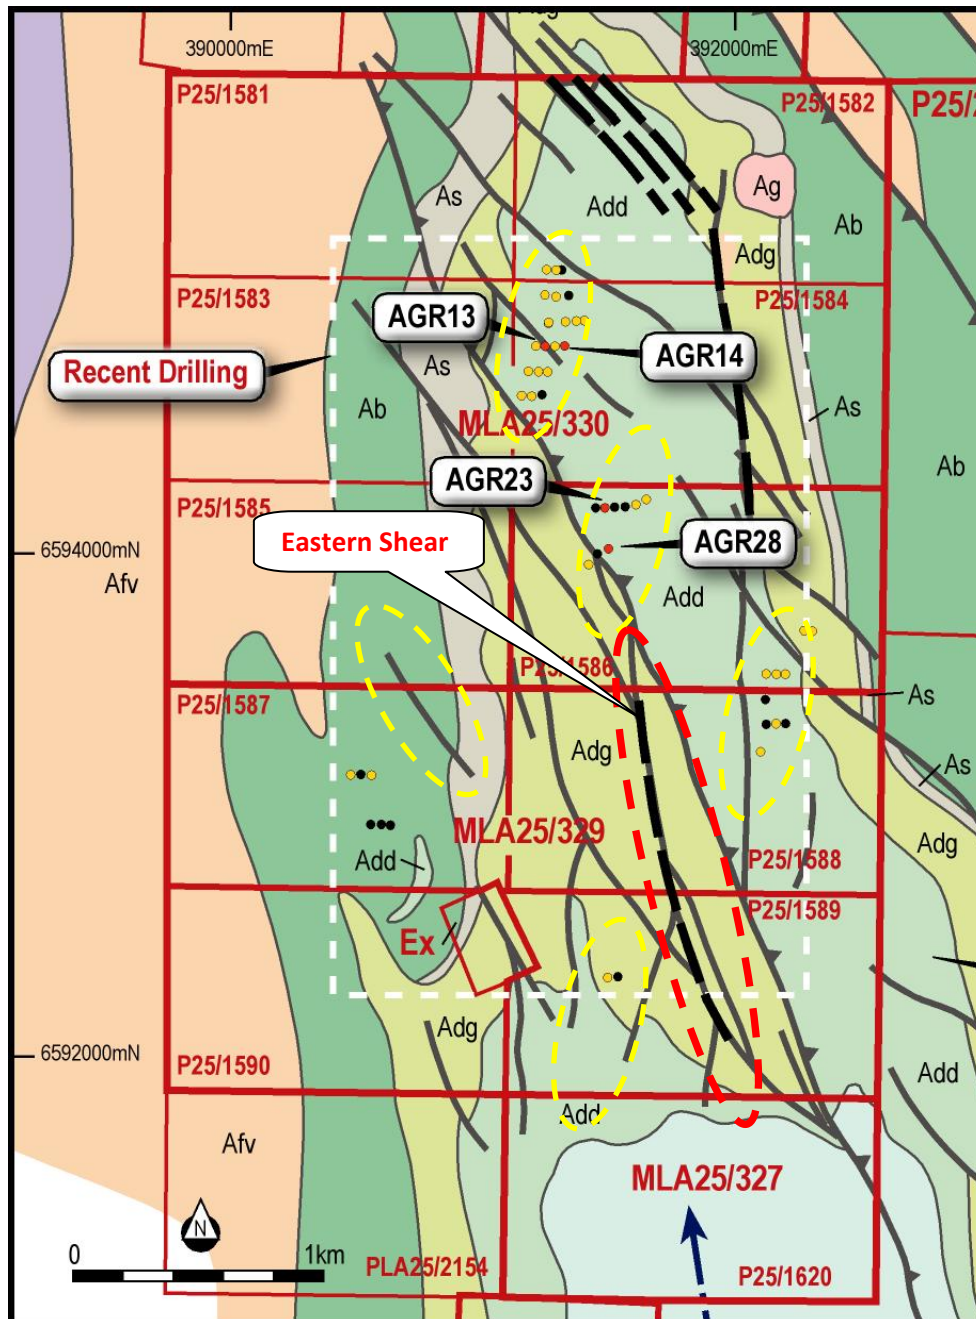 Adg
390000mE
392000mE
P25/1581
P25/1582
P25/2
Ag
As
Add
Ab
Adg
P25/1583
P25/1584
AGR13
AGR14
Recent Drilling
As
Ab
As
MLA25/330
Ab
AGR23
P25/1585
Eastern Shear
AGR28
6594000mN
Afv
Add
P25/1586
P25/1587
As
Adg
As
MLA25/329
Adg
Add
P25/1588
P25/1589
Ex
Adg
6592000mN
P25/1590
Add
Add
Afv
MLA25/327
N
0
1km
PLA25/2154
P25/1620